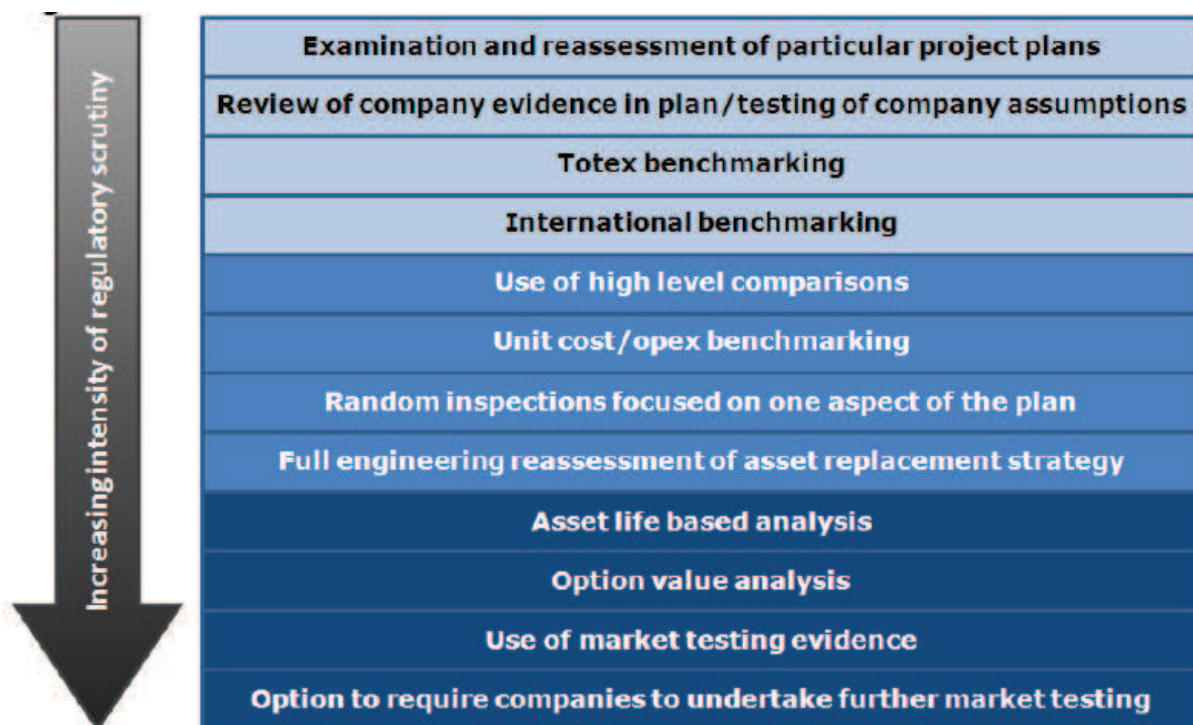 Increasing intensity of regulatory scrutiny
Examination and reassessment of particular project plans
Review of company evidence in plan/testing of company assumptions
Totex benchmarking
International benchmarking
Use of high level comparisons
Unit cost/opex benchmarking
Random inspections focused on one aspect of the plan
Full engineering reassessment of asset replacement strategy
Asset life based analysis
Option value analysis
Use of market testing evidence
Option to require companies to undertake further market testing